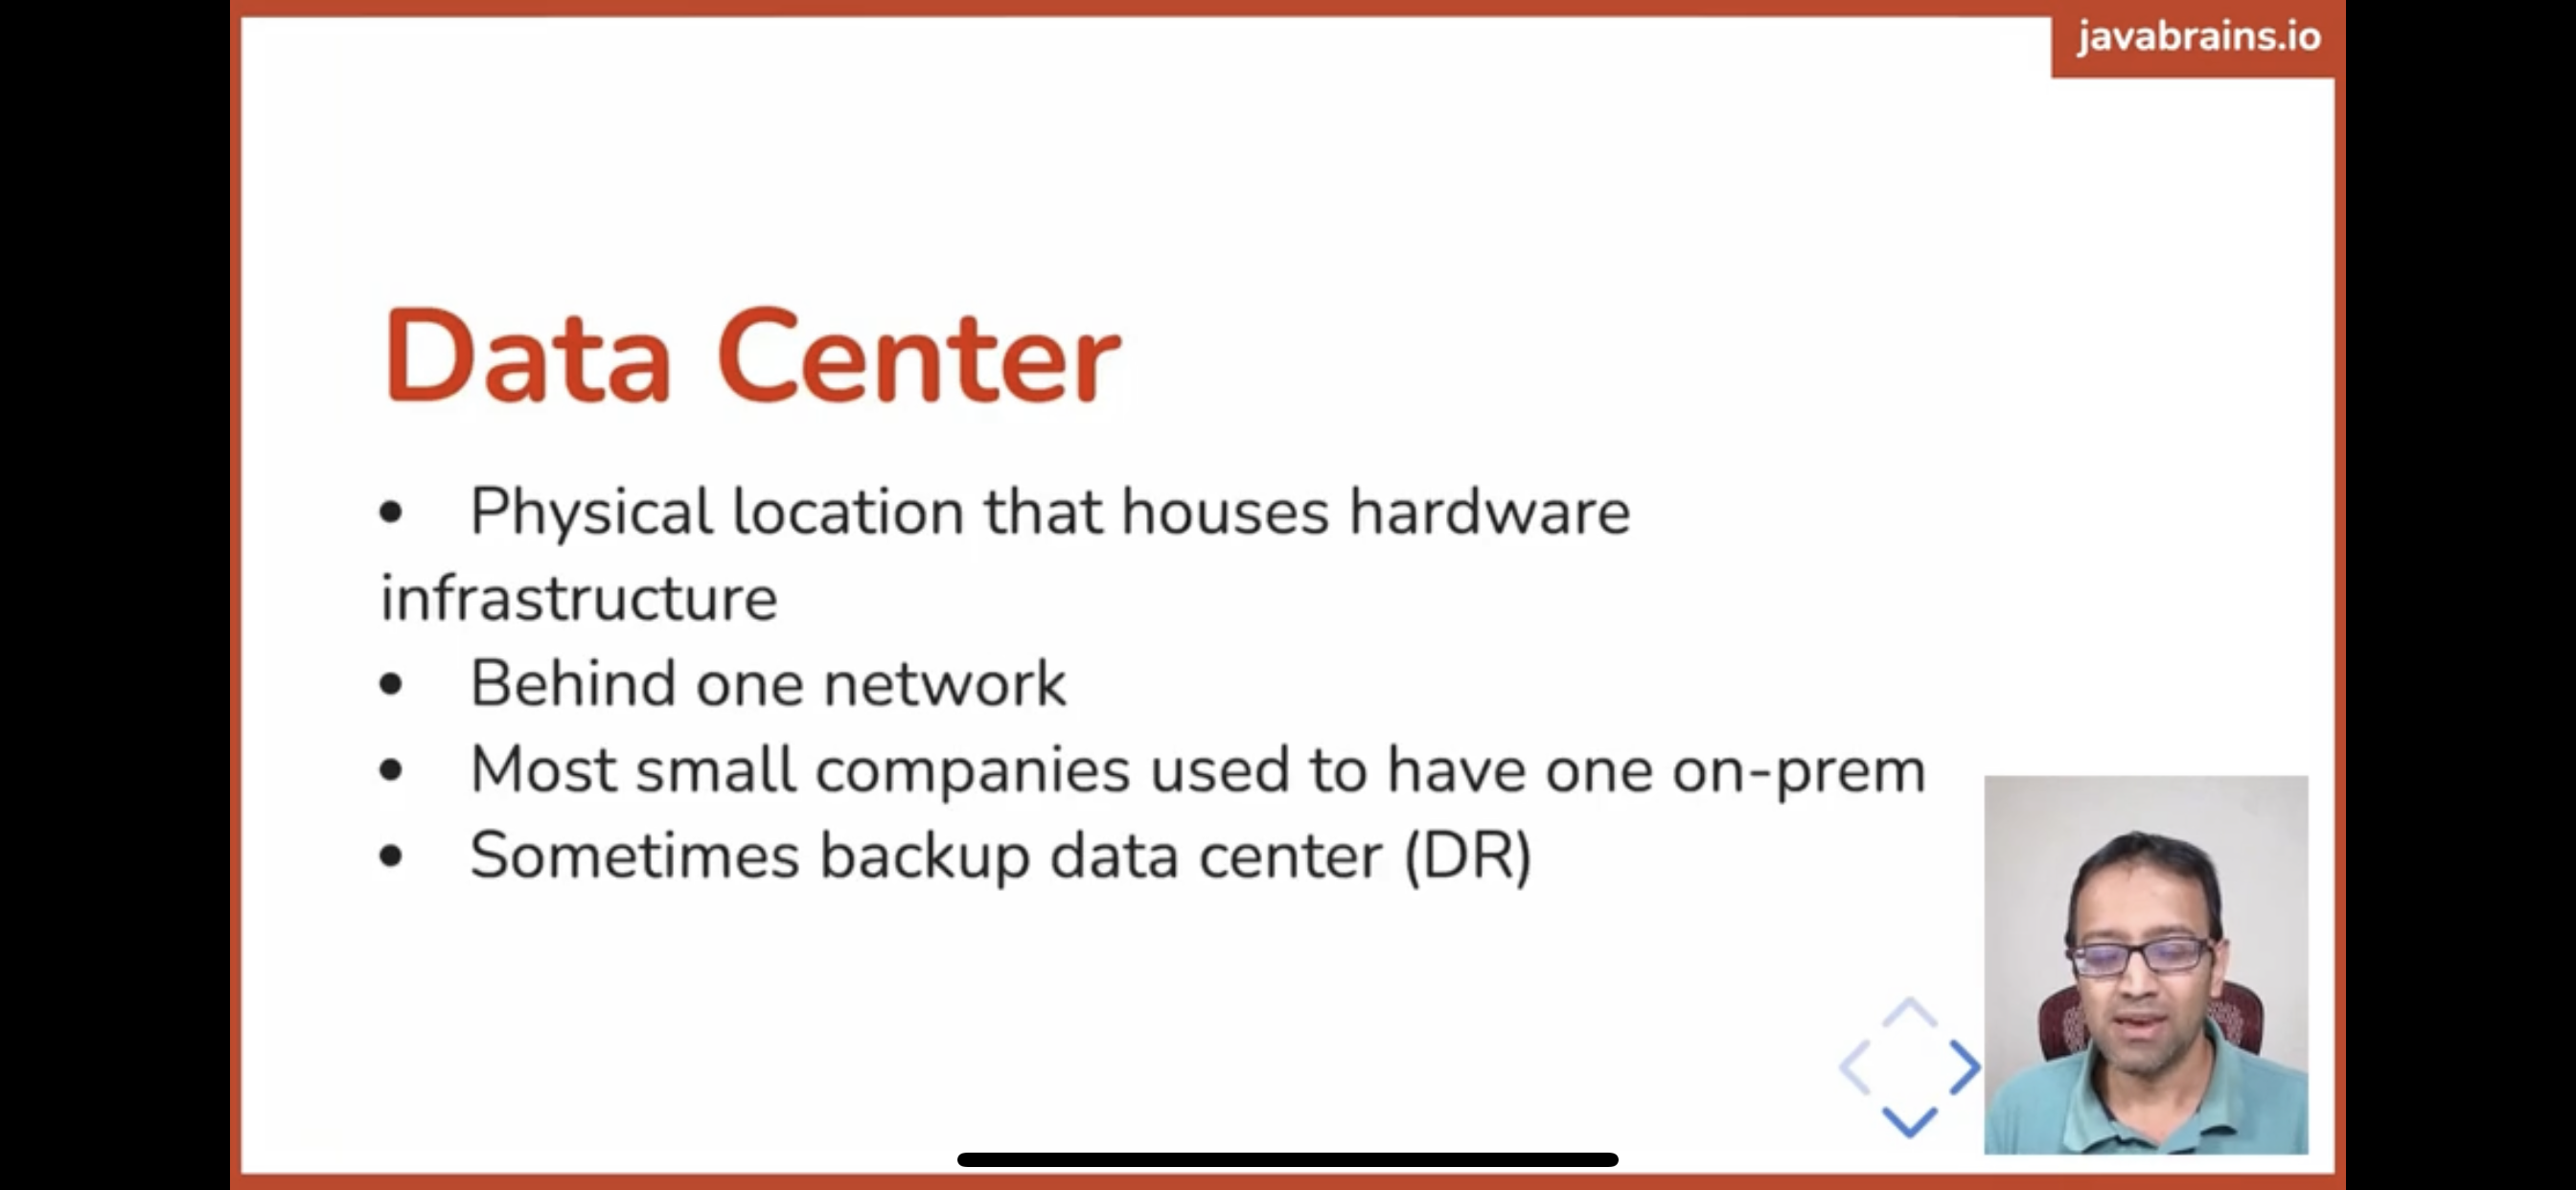 javabrains.io
Data Center
• Physical location that houses hardware
infrastructure
• Behind one network
• Most small companies used to have one on-prem
• Sometimes backup data center (DR)